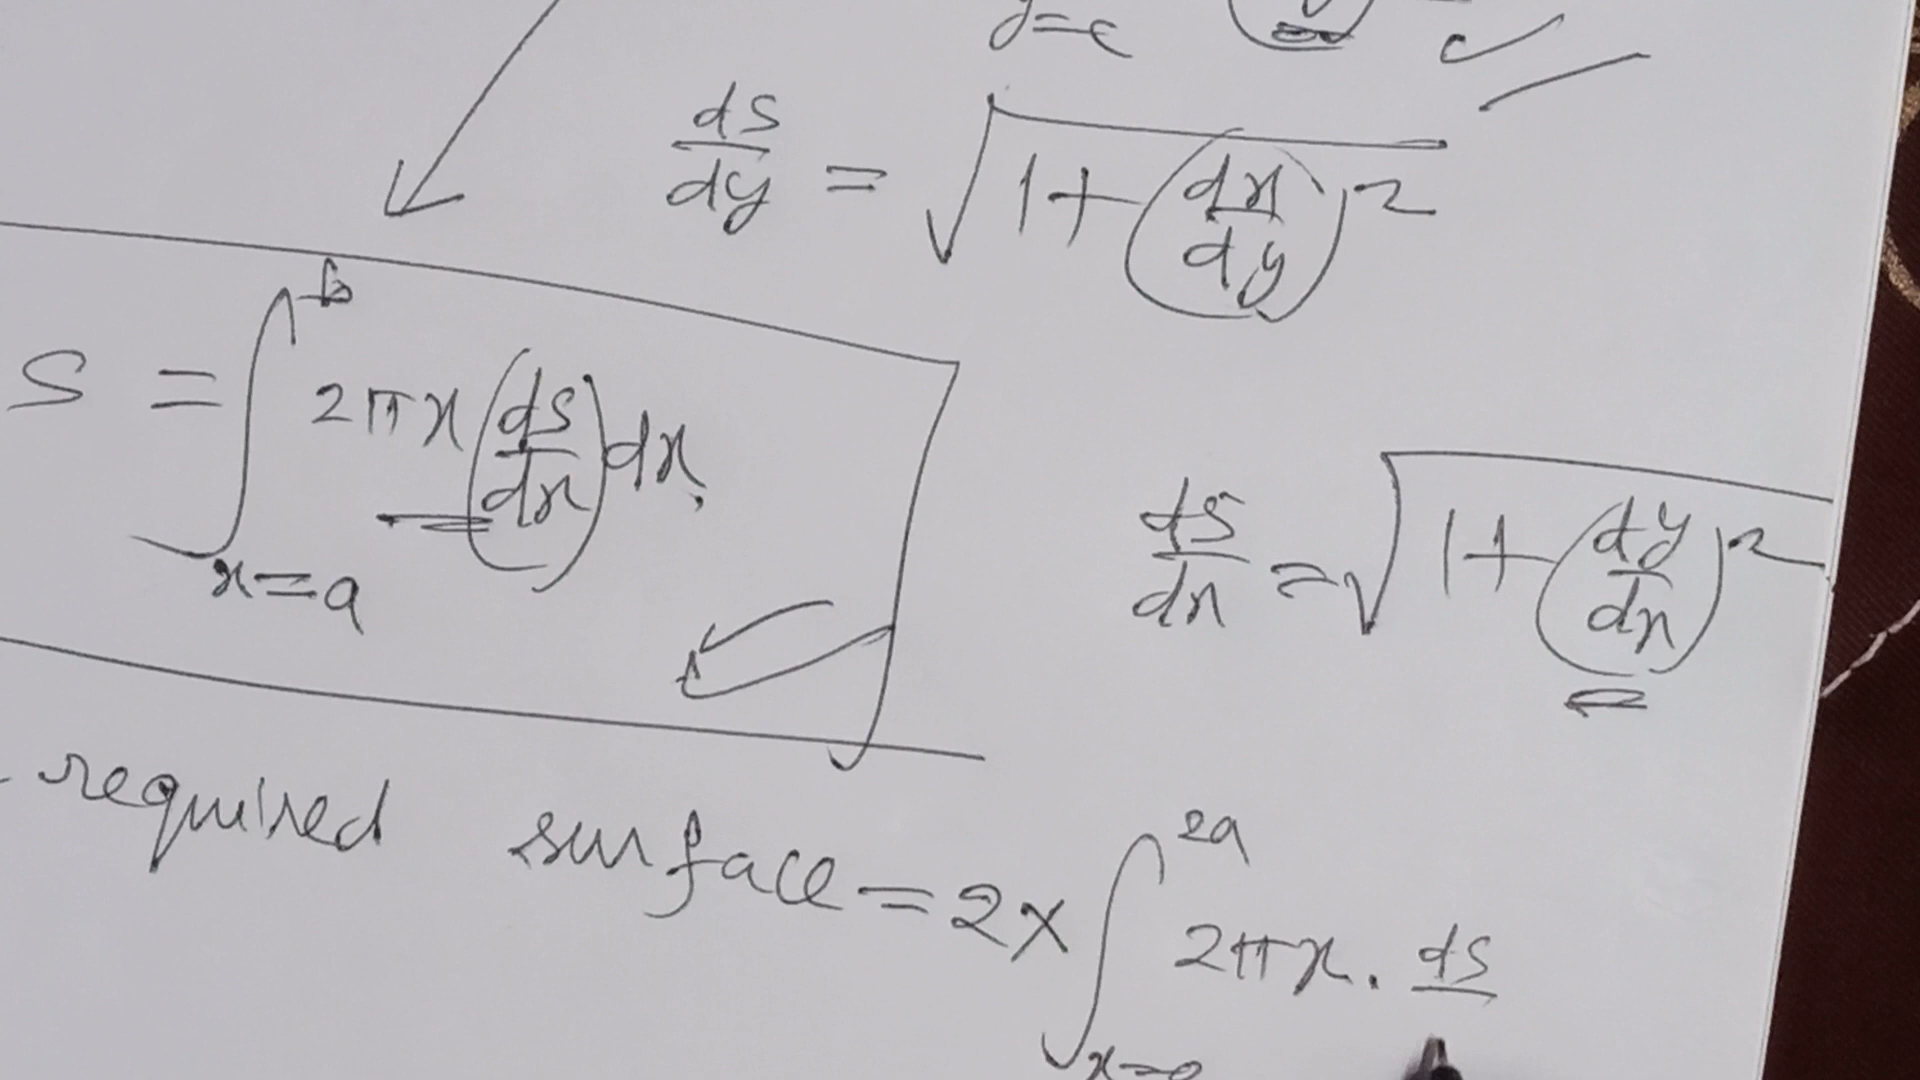 y=c
ds/dy = √(1+(dx/dy)²)
S = ∫_{x=a}^{b} 2πx(ds/dx)dx.
ds/dx = √(1+(dy/dx)²)
required surface = 2× ∫_{x=0}^{2a} 2πx. ds